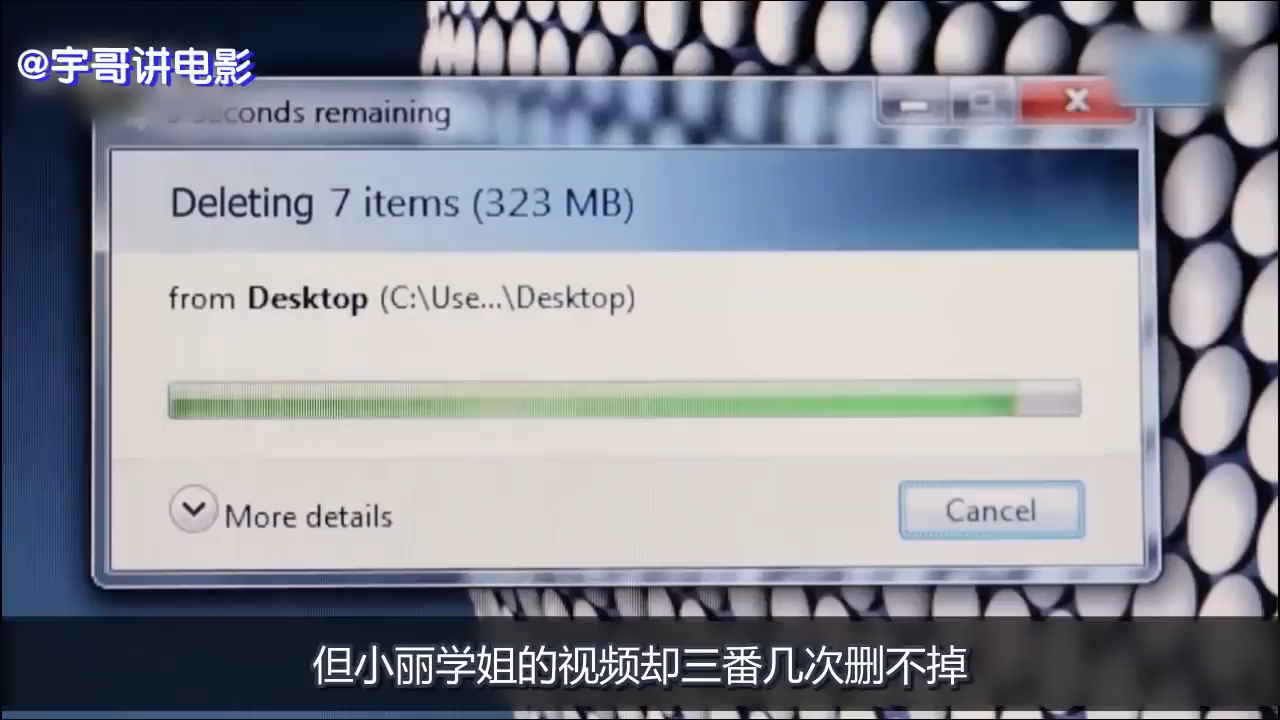 @宇哥讲电影
seconds remaining
Deleting 7 items (323 MB)
from Desktop (C:\Use...\Desktop)
More details
Cancel
但小丽学姐的视频却三番几次删不掉